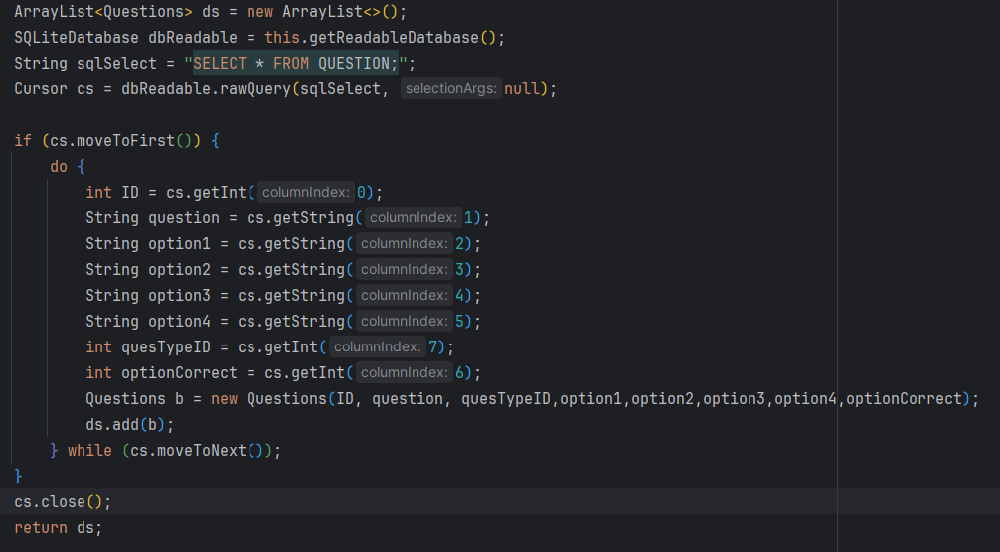 ArrayList<Questions> ds = new ArrayList<>();
SQLiteDatabase dbReadable = this.getReadableDatabase();
String sqlSelect = "SELECT * FROM QUESTION;";
Cursor cs = dbReadable.rawQuery(sqlSelect, selectionArgs: null);

if (cs.moveToFirst()) {
    do {
        int ID = cs.getInt( columnIndex: 0);
        String question = cs.getString( columnIndex: 1);
        String option1 = cs.getString( columnIndex: 2);
        String option2 = cs.getString( columnIndex: 3);
        String option3 = cs.getString( columnIndex: 4);
        String option4 = cs.getString( columnIndex: 5);
        int quesTypeID = cs.getInt( columnIndex: 7);
        int optionCorrect = cs.getInt( columnIndex: 6);
        Questions b = new Questions(ID, question, quesTypeID,option1,option2,option3,option4,optionCorrect);
        ds.add(b);
    } while (cs.moveToNext());
}
cs.close();
return ds;